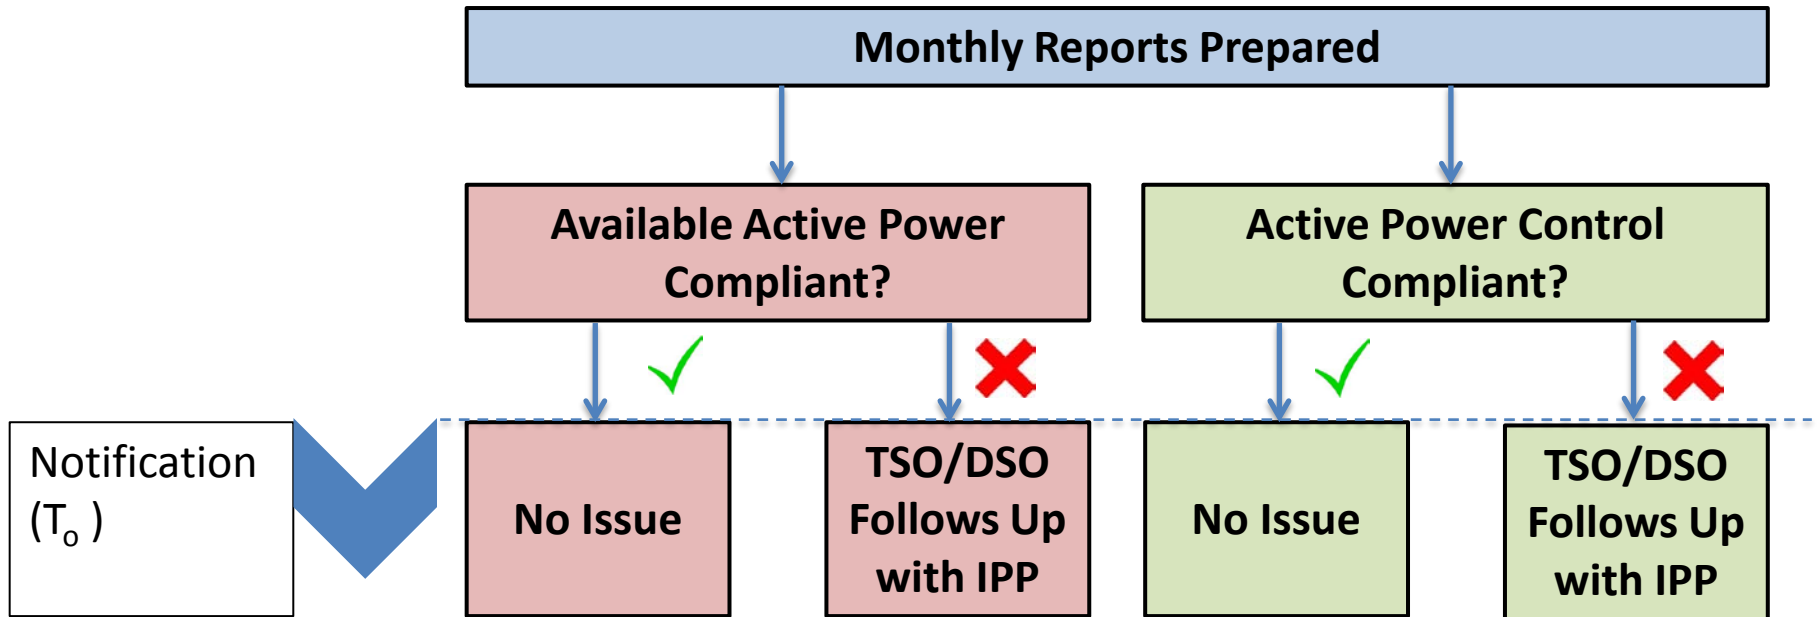 Monthly Reports Prepared
Available Active Power
Compliant?
Active Power Control
Compliant?
Notification
(To )
No Issue
TSO/DSO
Follows Up
with IPP
No Issue
TSO/DSO
Follows Up
with IPP